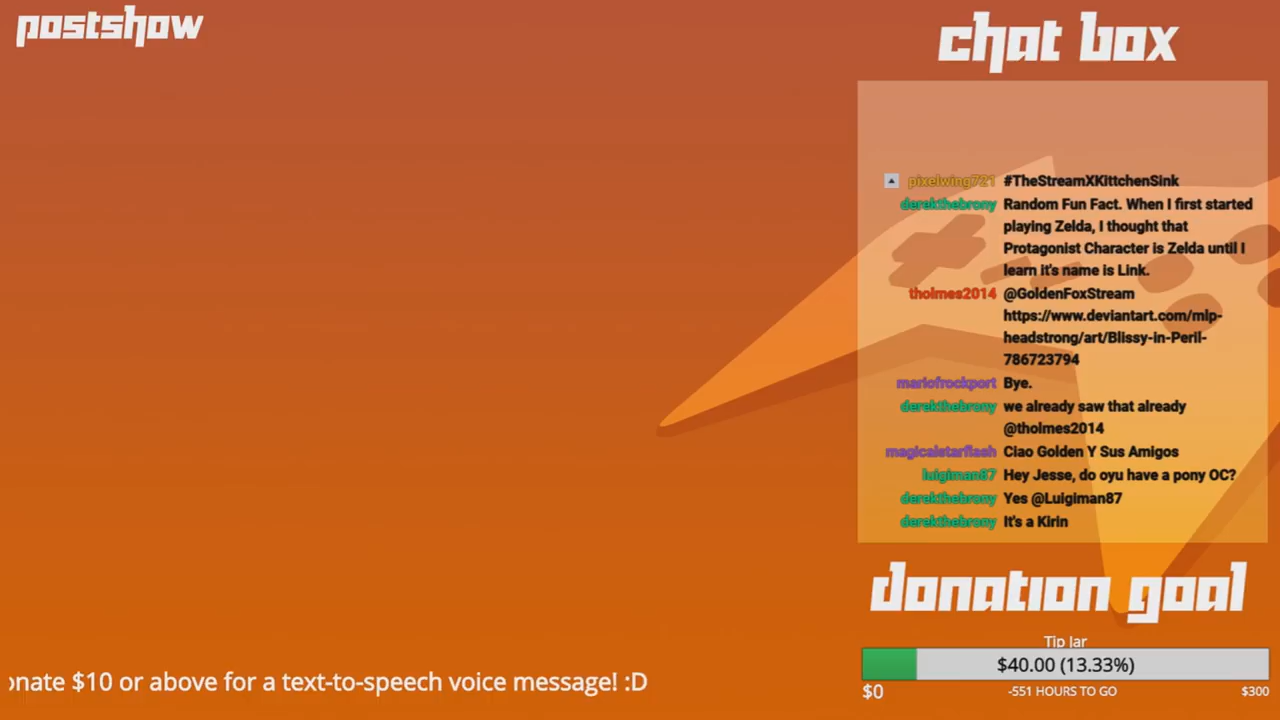 postshow
chat box
pixelwing721 #TheStreamXKittchenSink
derekthebrony Random Fun Fact. When I first started
playing Zelda, I thought that
Protagonist Character is Zelda until I
learn it's name is Link.
tholmes2014 @GoldenFoxStream
https://www.deviantart.com/mlp-
headstrong/art/Blissy-in-Peril-
786723794
mariofrockport Bye.
derekthebrony we already saw that already
@tholmes2014
magicalstarflash Ciao Golden Y Sus Amigos
luigiman87 Hey Jesse, do oyu have a pony OC?
derekthebrony Yes @Luigiman87
derekthebrony It's a Kirin
donation goal
Tip Jar
$40.00 (13.33%)
$0 -551 HOURS TO GO $300
onate $10 or above for a text-to-speech voice message! :D